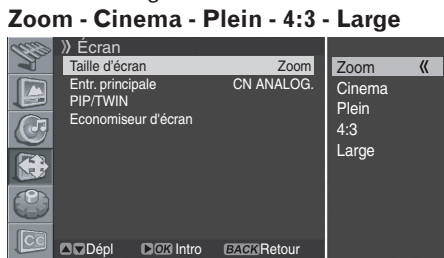 Zoom - Cinema - Plein - 4:3 - Large
》 Écran
Taille d'écran Zoom
Entr. principale CN ANALOG.
PIP/TWIN
Economiseur d'écran
▲▼Dépl ▶OK Intro BACK Retour
Zoom 《
Cinema
Plein
4:3
Large
CC